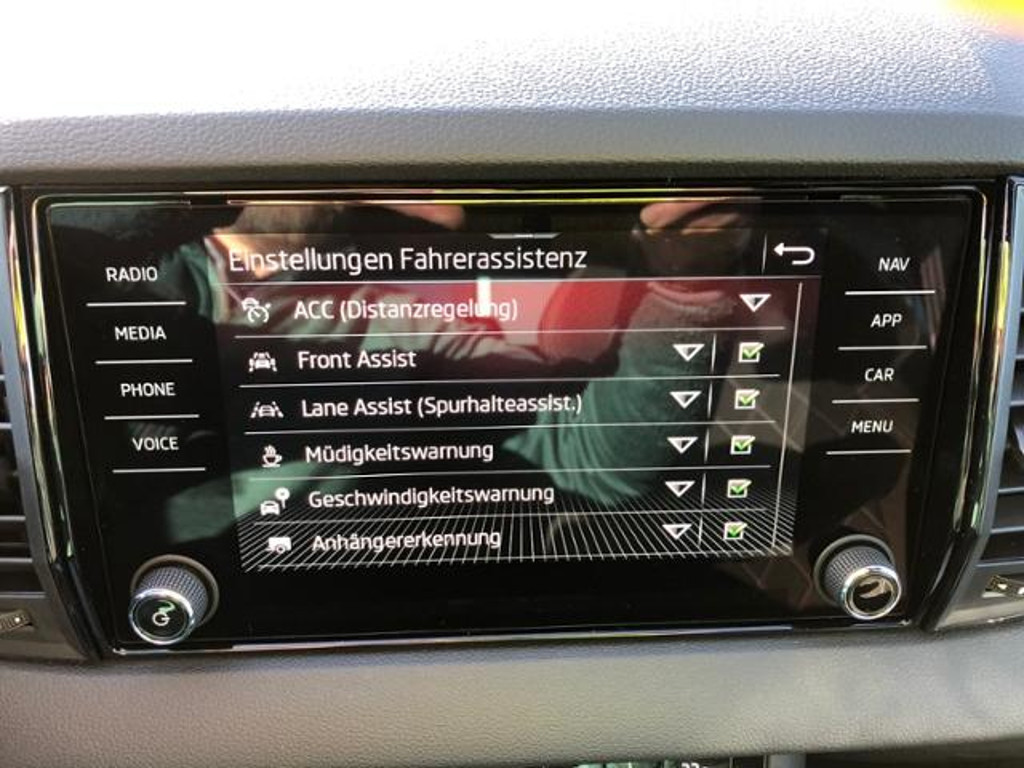 Einstellungen Fahrerassistenz
RADIO
MEDIA
PHONE
VOICE
ACC (Distanzregelung)
Front Assist
Lane Assist (Spurhalteassist.)
Müdigkeitswarnung
Geschwindigkeitswarnung
Anhängererkennung
NAV
APP
CAR
MENU